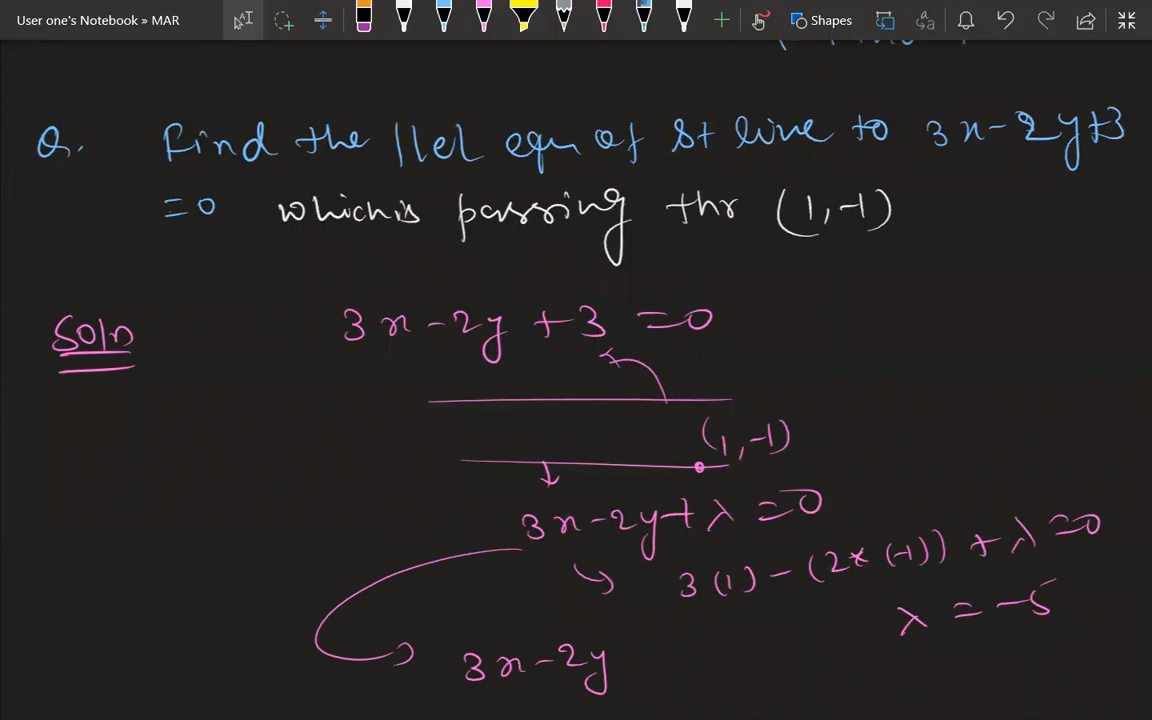 User one's Notebook » MAR
Shapes
Q. Find the ||el eqn of st line to 3x-2y+3
=0 which is passing thr (1,-1)
Soln 3x-2y+3=0
(1,-1)
3x-2y+λ=0
3(1)-(2×(-1))+λ=0
λ=-5
3x-2y